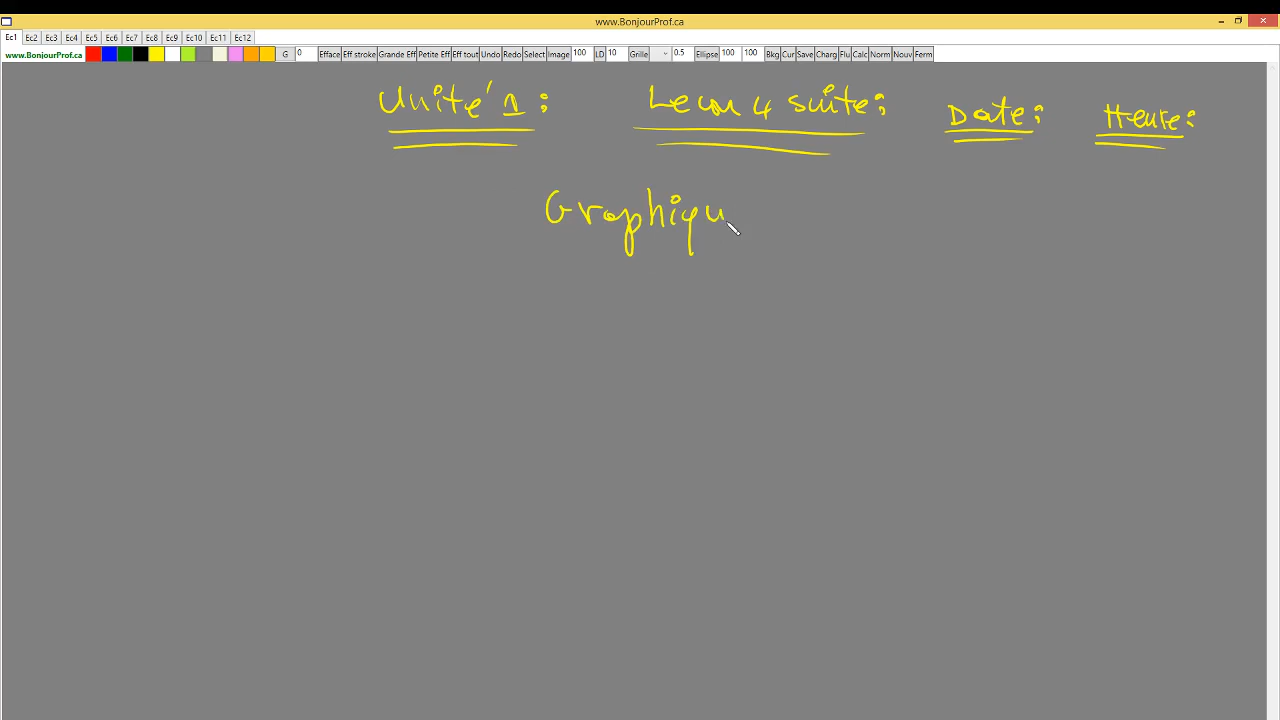 www.BonjourProf.ca
Ec1 Ec2 Ec3 Ec4 Ec5 Ec6 Ec7 Ec8 Ec9 Ec10 Ec11 Ec12
www.BonjourProf.ca G 0 Efface Eff stroke Grande Eff Petite Eff Eff tout Undo Redo Select Image 100 LD 10 Grille 0.5 Ellipse 100 100 Bkg Cur Save Charg Flu Calc Norm Nouv Ferm
Unité 1 : Lecon 4 suite : Date : Heure :
Graphiqu